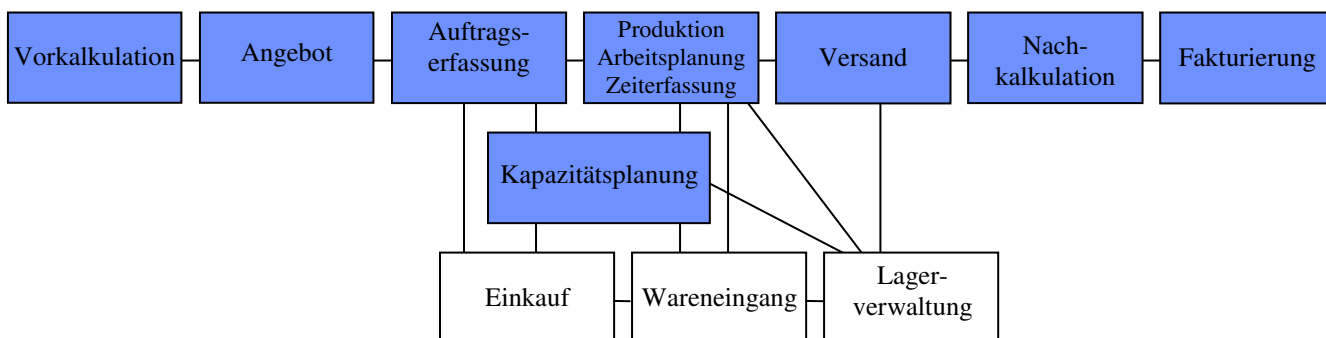 Vorkalkulation
Angebot
Auftrags-
erfassung
Produktion
Arbeitsplanung
Zeiterfassung
Versand
Nach-
kalkulation
Fakturierung
Kapazitätsplanung
Einkauf
Wareneingang
Lager-
verwaltung